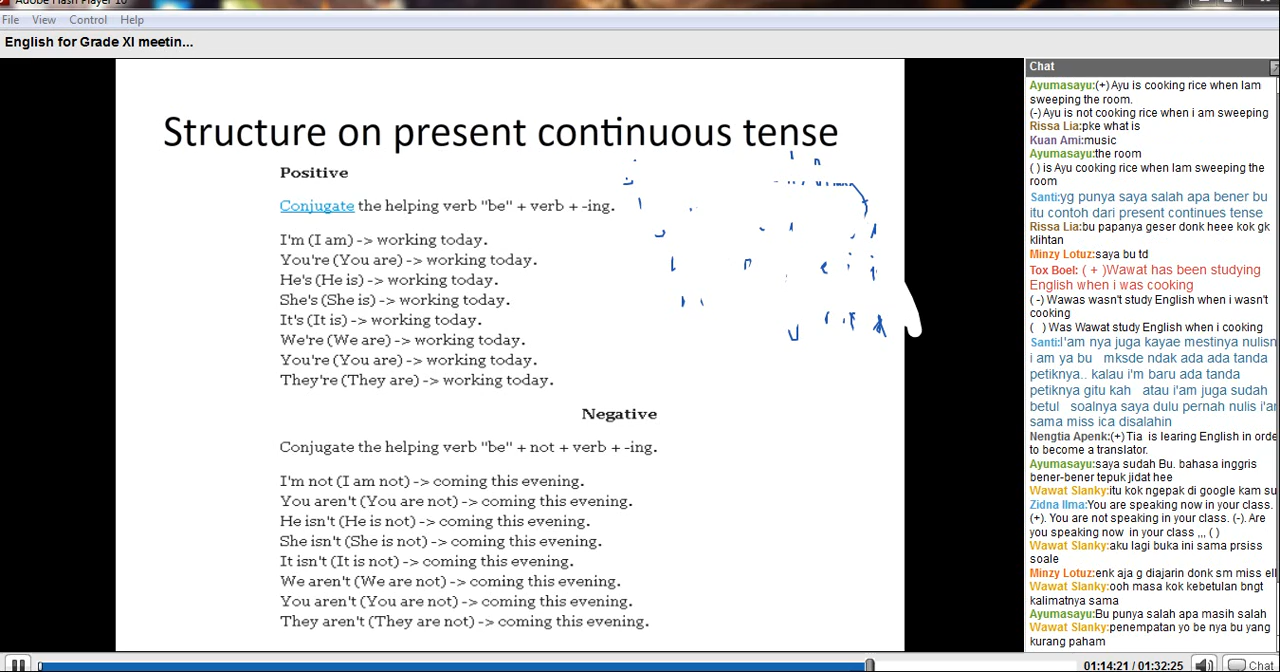 Adobe Flash Player 10
File View Control Help
English for Grade XI meetin...
Structure on present continuous tense
Positive
Conjugate the helping verb "be" + verb + -ing.
I'm (I am) -> working today.
You're (You are) -> working today.
He's (He is) -> working today.
She's (She is) -> working today.
It's (It is) -> working today.
We're (We are) -> working today.
You're (You are) -> working today.
They're (They are) -> working today.
Negative
Conjugate the helping verb "be" + not + verb + -ing.
I'm not (I am not) -> coming this evening.
You aren't (You are not) -> coming this evening.
He isn't (He is not) -> coming this evening.
She isn't (She is not) -> coming this evening.
It isn't (It is not) -> coming this evening.
We aren't (We are not) -> coming this evening.
You aren't (You are not) -> coming this evening.
They aren't (They are not) -> coming this evening.
Chat
Ayumasayu:(+) Ayu is cooking rice when Iam
sweeping the room.
(-) Ayu is not cooking rice when i am sweeping
Rissa Lia:pke what is
Kuan Ami:music
Ayumasayu:the room
( ) is Ayu cooking rice when Iam sweeping the
room
Santi:yg punya saya salah apa bener bu
itu contoh dari present continues tense
Rissa Lia:bu papanya geser donk heee kok gk
klihtan
Minzy Lotuz:saya bu td
Tox Boel: ( + )Wawat has been studying
English when I was cooking
(-) Wawas wasn't study English when i wasn't
cooking
( ) Was Wawat study English when i cooking
Santi:I'am nya juga kayae mestinya nulisn
i am ya bu mksde ndak ada ada tanda
petiknya.. kalau i'm baru ada tanda
petiknya gitu kah atau i'am juga sudah
betul soalnya saya dulu pernah nulis i'am
sama miss ica disalahin
Nengtia Apenk:(+)Tia is learing English in orde
to become a translator.
Ayumasayu:saya sudah Bu. bahasa inggris
bener-bener tepuk jidat hee
Wawat Slanky:itu kok ngepak di google kam su
Zidna Ilma:You are speaking now in your class.
(+). You are not speaking in your class. (-). Are
you speaking now in your class ,,, ( )
Wawat Slanky:aku lagi buka ini sama prsiss
soale
Minzy Lotuz:enk aja g diajarin donk sm miss ell
Wawat Slanky:ooh masa kok kebetulan bngt
kalimatnya sama
Ayumasayu:Bu punya salah apa masih salah
Wawat Slanky:penempatan yo be nya bu yang
kurang paham
01:14:21 / 01:32:25
Chat